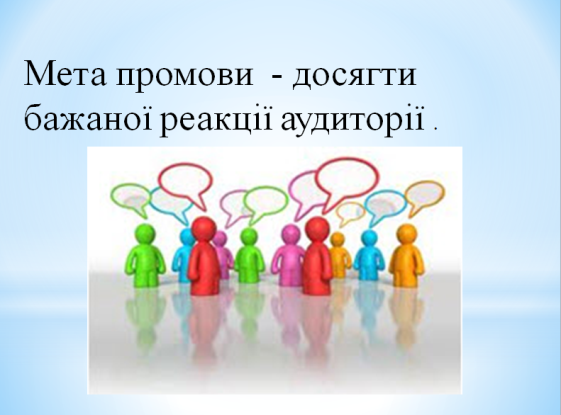 Мета промови - досягти
бажаної реакції аудиторії .